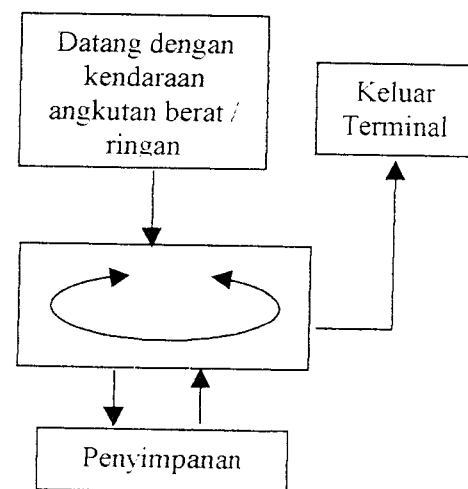 Datang dengan
kendaraan
angkutan berat /
ringan
Keluar
Terminal
Penyimpanan